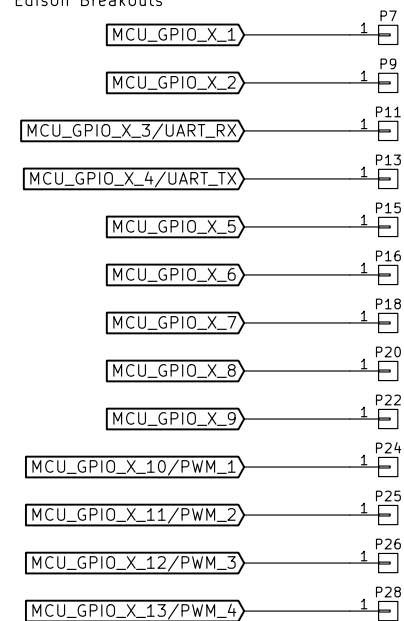 Edison Breakouts
P7
MCU_GPIO_X_1 1
P9
MCU_GPIO_X_2 1
P11
MCU_GPIO_X_3/UART_RX 1
P13
MCU_GPIO_X_4/UART_TX 1
P15
MCU_GPIO_X_5 1
P16
MCU_GPIO_X_6 1
P18
MCU_GPIO_X_7 1
P20
MCU_GPIO_X_8 1
P22
MCU_GPIO_X_9 1
P24
MCU_GPIO_X_10/PWM_1 1
P25
MCU_GPIO_X_11/PWM_2 1
P26
MCU_GPIO_X_12/PWM_3 1
P28
MCU_GPIO_X_13/PWM_4 1